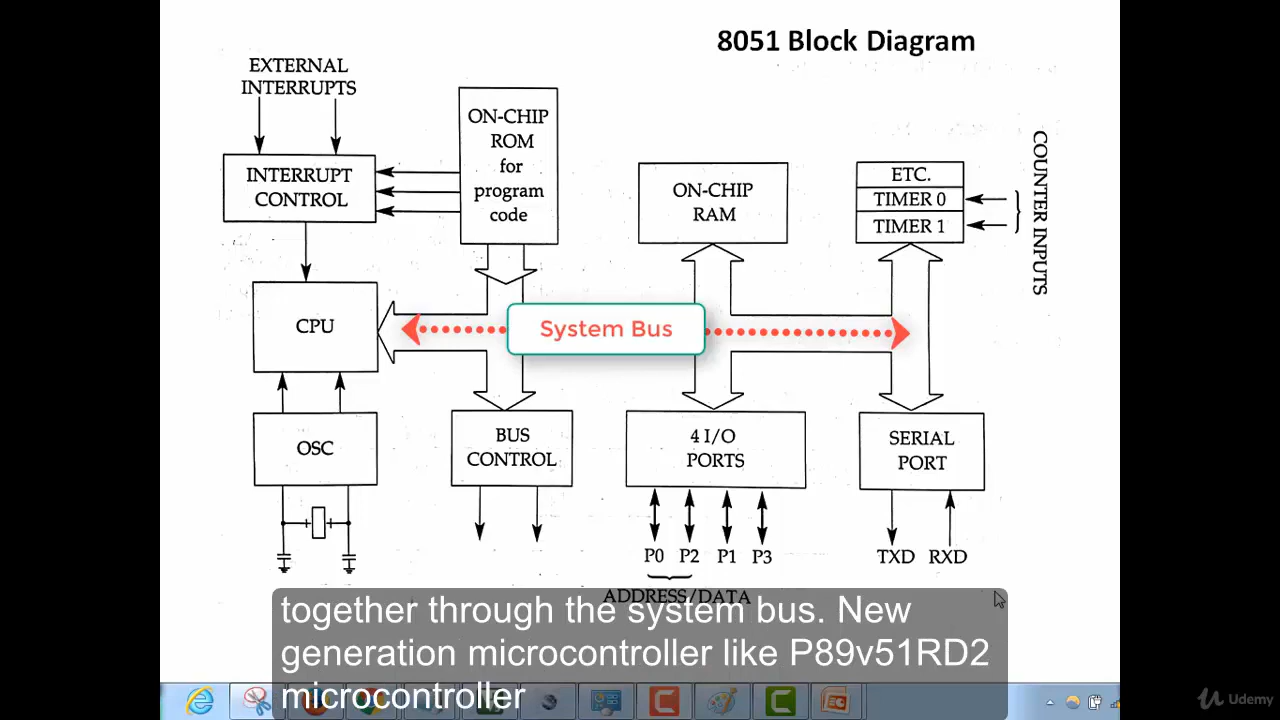 8051 Block Diagram
EXTERNAL
INTERRUPTS
ON-CHIP
ROM
for
program
code
INTERRUPT
CONTROL
ON-CHIP
RAM
ETC.
TIMER 0
TIMER 1
COUNTER INPUTS
CPU
System Bus
OSC
BUS
CONTROL
4 I/O
PORTS
SERIAL
PORT
P0 P2 P1 P3
TXD RXD
ADDRESS/DATA
together through the system bus. New
generation microcontroller like P89v51RD2
microcontroller
Udemy